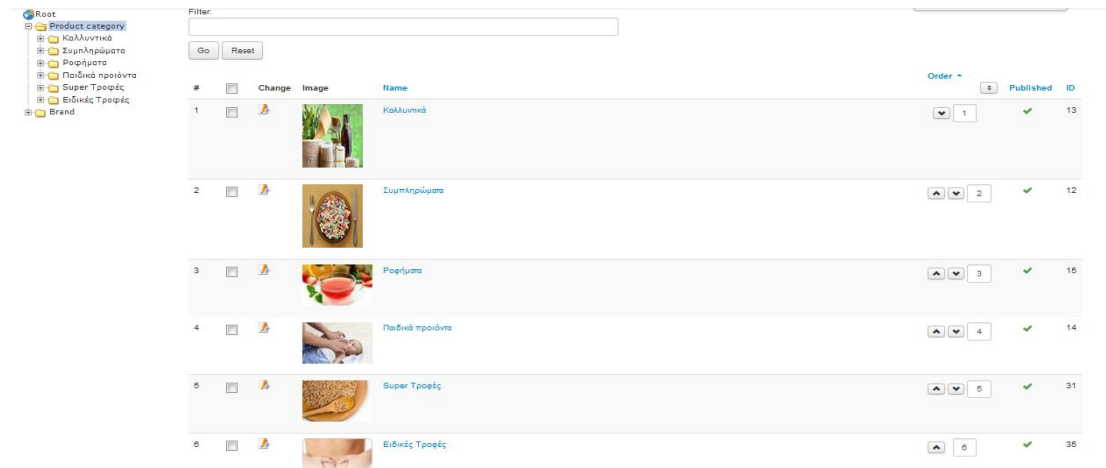 Root
Product category
Καλλυντικά
Συμπληρώματα
Ροφήματα
Παιδικά προιόντα
Super Τροφές
Ειδικές Τροφές
Brand
Filter:
Go Reset
# Change Image Name Order Published ID
1 Καλλυντικά 1 13
2 Συμπληρώματα 2 12
3 Ροφήματα 3 15
4 Παιδικά προιόντα 4 14
5 Super Τροφές 5 31
6 Ειδικές Τροφές 6 35